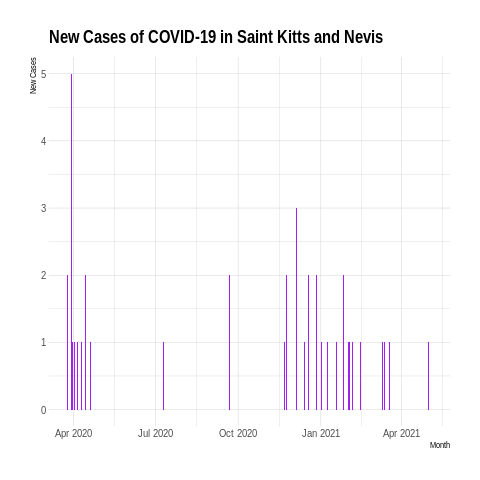 New Cases of COVID-19 in Saint Kitts and Nevis
New Cases
5
4
3
2
1
0
Apr 2020 Jul 2020 Oct 2020 Jan 2021 Apr 2021
Month